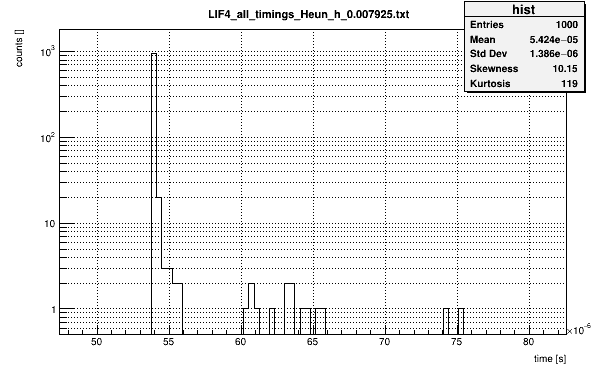 LIF4_all_timings_Heun_h_0.007925.txt
hist
Entries 1000
Mean 5.424e−05
Std Dev 1.386e−06
Skewness 10.15
Kurtosis 119
counts []
10³
10²
10
1
50 55 60 65 70 75 80
×10⁻⁶
time [s]